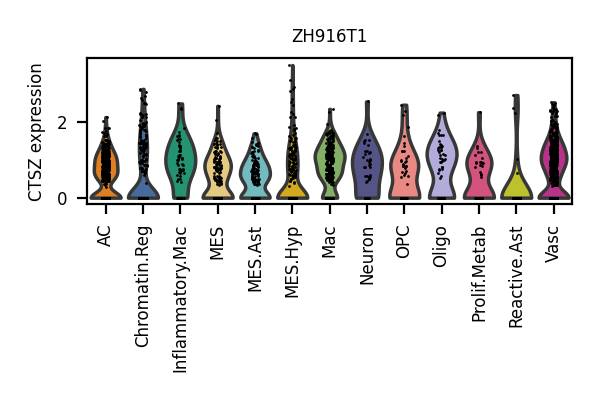 ZH916T1
CTSZ expression
2
0
AC
Chromatin.Reg
Inflammatory.Mac
MES
MES.Ast
MES.Hyp
Mac
Neuron
OPC
Oligo
Prolif.Metab
Reactive.Ast
Vasc